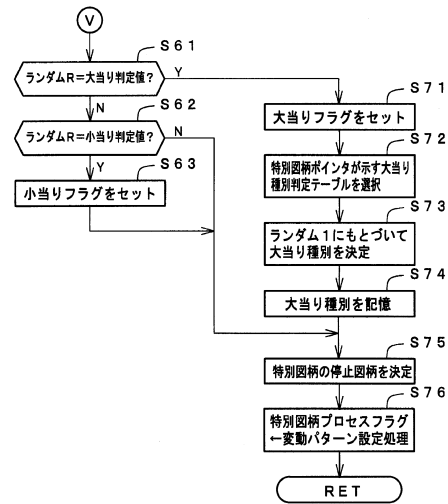 V
S61
ランダムR＝大当り判定値？
Y
N
S62
ランダムR＝小当り判定値？
N
Y
S63
小当りフラグをセット
S71
大当りフラグをセット
S72
特別図柄ポインタが示す大当り
種別判定テーブルを選択
S73
ランダム1にもとづいて
大当り種別を決定
S74
大当り種別を記憶
S75
特別図柄の停止図柄を決定
S76
特別図柄プロセスフラグ
←変動パターン設定処理
RET